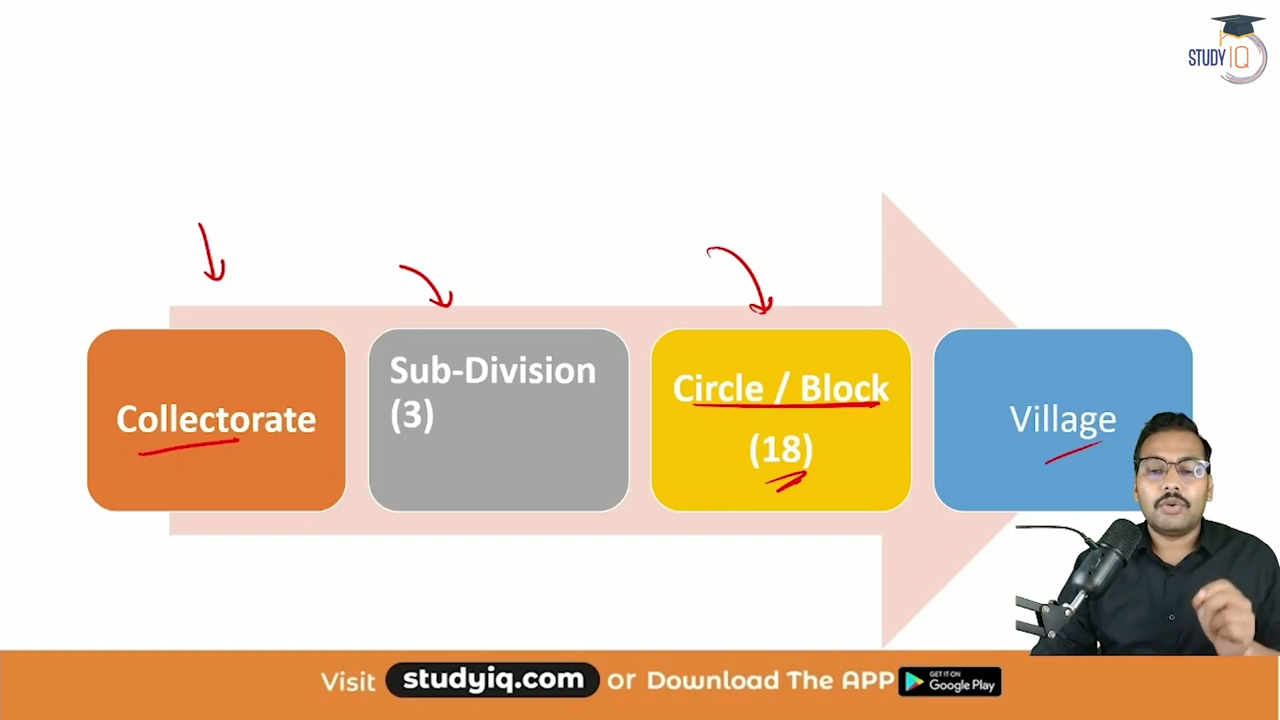 STUDY IQ
Collectorate
Sub-Division
(3)
Circle / Block
(18)
Village
Visit studyiq.com or Download The APP
GET IT ON
Google Play